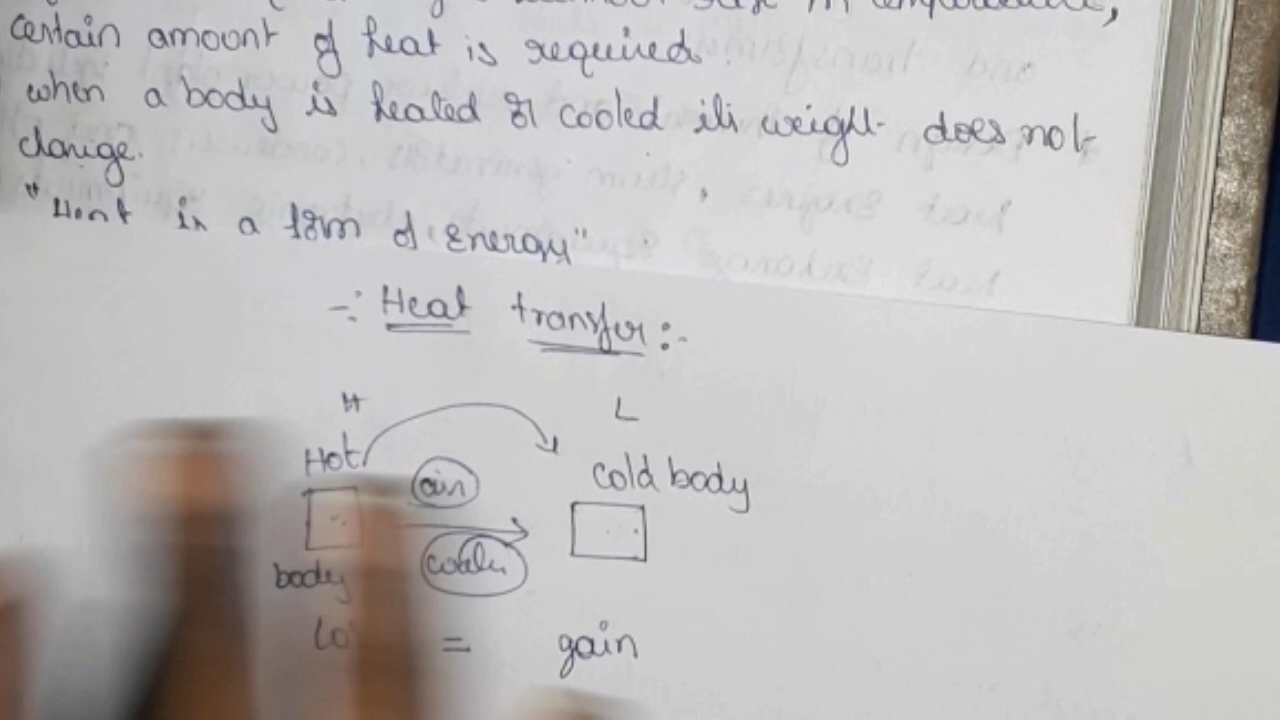 certain amount of heat is required.
when a body is heated or cooled its weight does not
change.
"Heat is a form of energy"
-: Heat transfer :-
H L
Hot cold body
air
body
= gain